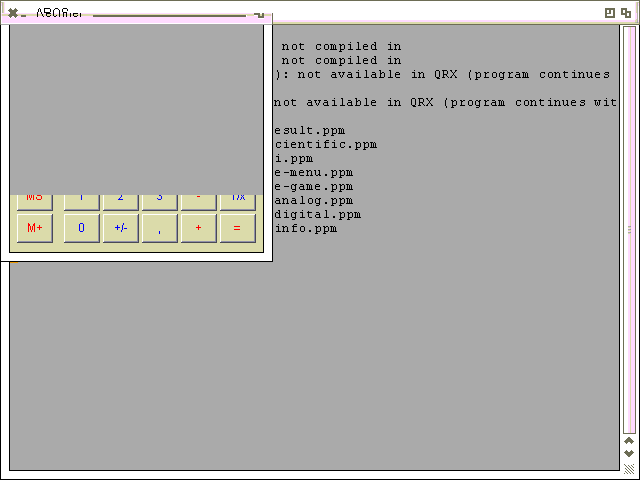 not compiled in
not compiled in
): not available in QRX (program continues
not available in QRX (program continues wit
esult.ppm
cientific.ppm
i.ppm
e-menu.ppm
e-game.ppm
analog.ppm
digital.ppm
info.ppm
MS 1 2 3 - 1/x
M+ 0 +/- , + =